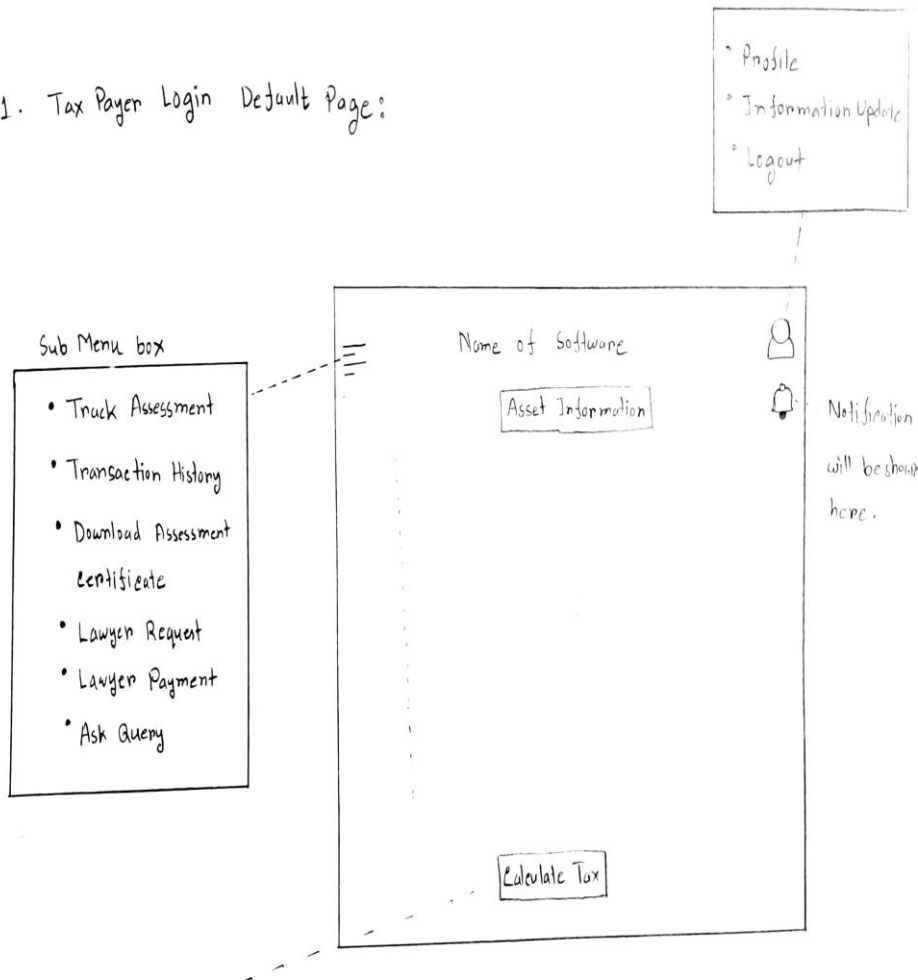 1. Tax Payer Login Default Page:
• Profile
• Information Update
• Logout
Sub Menu box
• Track Assessment
• Transaction History
• Download Assessment
Certificate
• Lawyer Request
• Lawyer Payment
• Ask Query
Name of Software
Asset Information
Notification
will be shown
here.
Calculate Tax